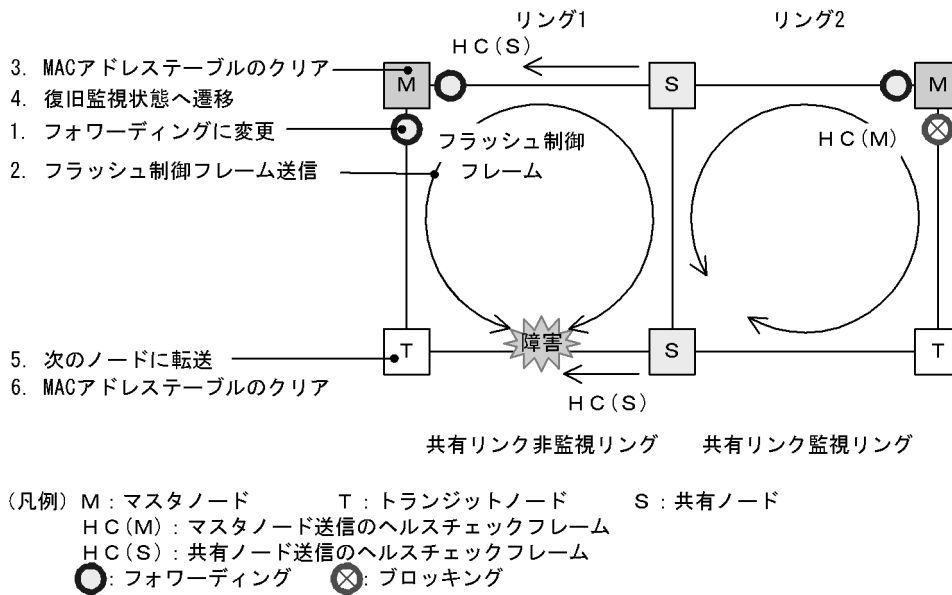 リング1
リング2
HC(S)
3. MACアドレステーブルのクリア
M
S
M
4. 復旧監視状態へ遷移
1. フォワーディングに変更
フラッシュ制御
フレーム
HC(M)
2. フラッシュ制御フレーム送信
5. 次のノードに転送
T
障害
S
T
6. MACアドレステーブルのクリア
HC(S)
共有リンク非監視リング
共有リンク監視リング
(凡例) M:マスタノード T:トランジットノード S:共有ノード
HC(M):マスタノード送信のヘルスチェックフレーム
HC(S):共有ノード送信のヘルスチェックフレーム
:フォワーディング :ブロッキング